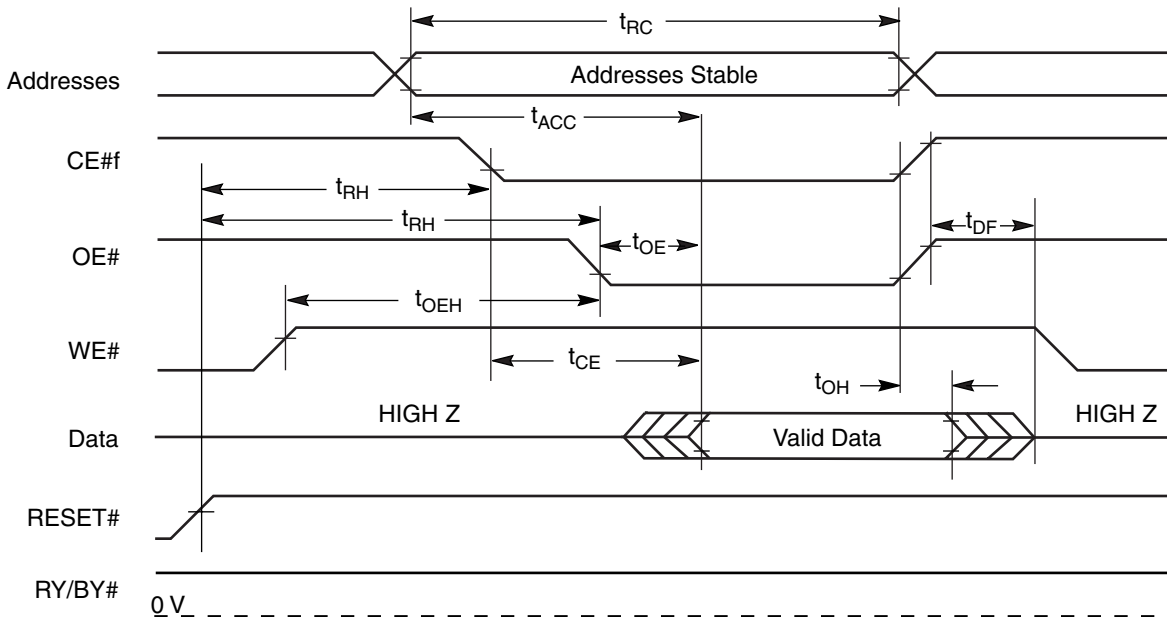 tRC
Addresses
Addresses Stable
tACC
CE#f
tRH
tRH
tDF
OE#
tOE
tOEH
WE#
tCE
tOH
HIGH Z
HIGH Z
Data
Valid Data
RESET#
RY/BY#
0 V